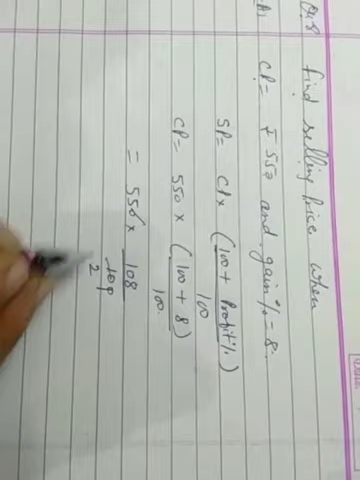 Q.8 find selling price when
CP = ₹ 550 and gain % = 8.
SP = CP × (100 + Profit %)
100
CP = 550 × (100 + 8)
100
= 550 × 108
100
2